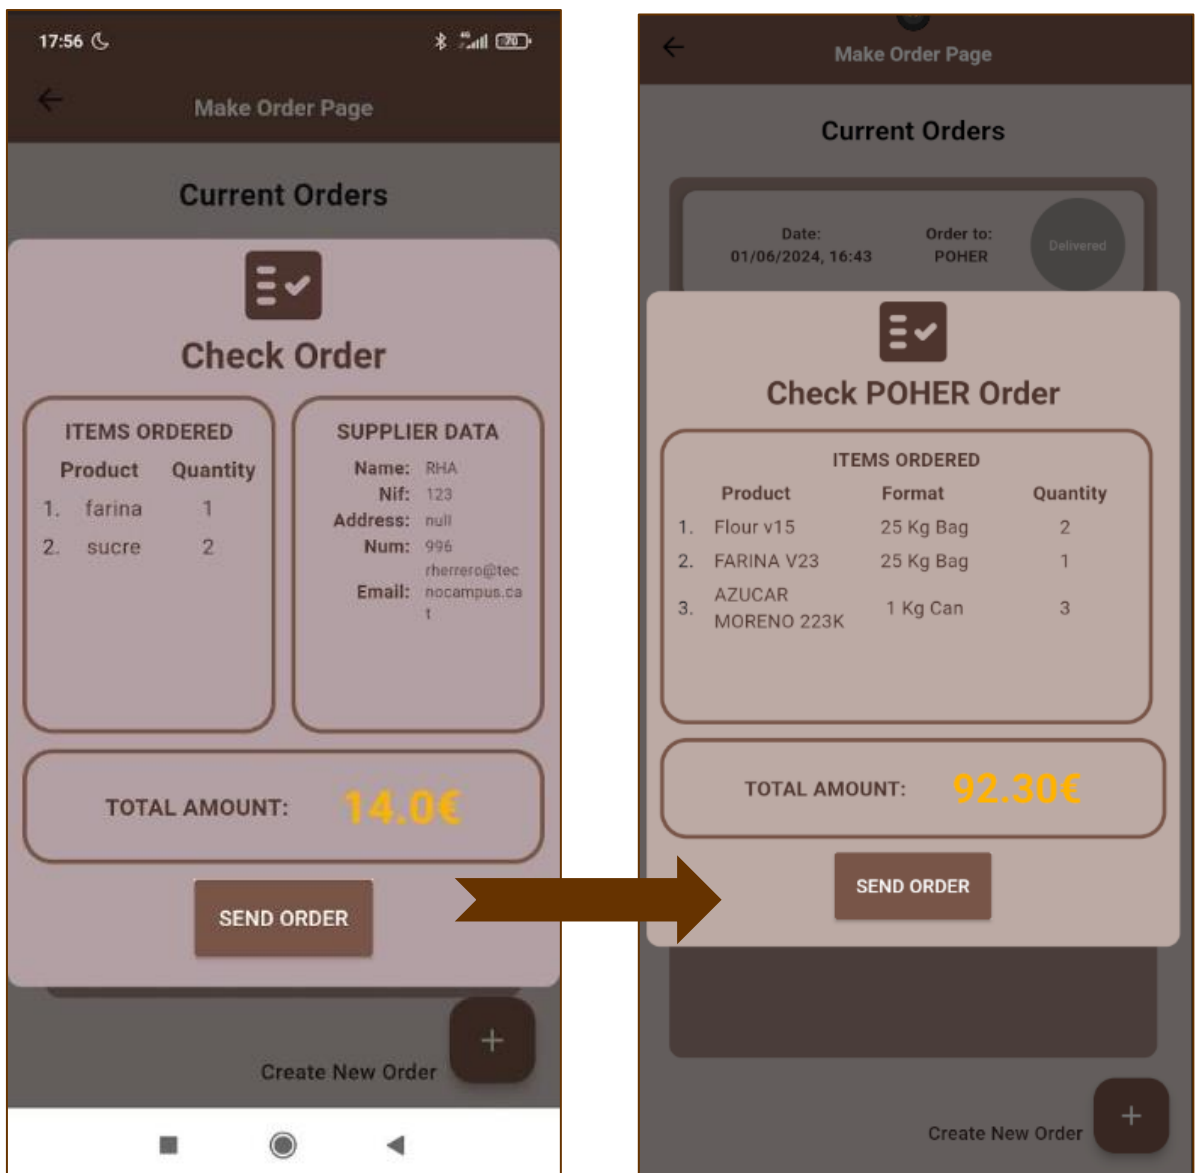 17:56
70
Make Order Page
Current Orders
Check Order
ITEMS ORDERED
Product Quantity
1. farina 1
2. sucre 2
SUPPLIER DATA
Name: RHA
Nif: 123
Address: null
Num: 996
Email: rherrero@tec
nocampus.ca
t
TOTAL AMOUNT: 14.0€
SEND ORDER
Create New Order
+
Make Order Page
Current Orders
Date: Order to:
01/06/2024, 16:43 POHER
Delivered
Check POHER Order
ITEMS ORDERED
Product Format Quantity
1. Flour v15 25 Kg Bag 2
2. FARINA V23 25 Kg Bag 1
3. AZUCAR
MORENO 223K 1 Kg Can 3
TOTAL AMOUNT: 92.30€
SEND ORDER
Create New Order
+